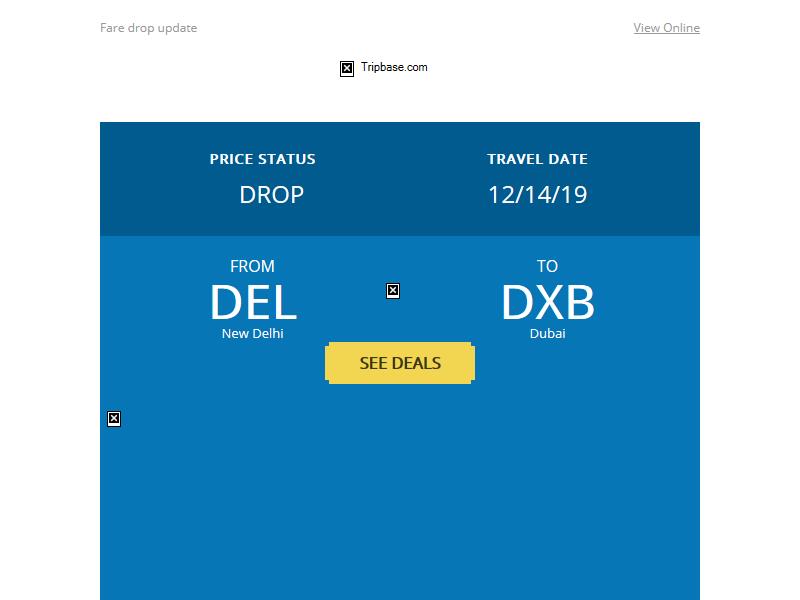 Fare drop update
View Online
Tripbase.com
PRICE STATUS
TRAVEL DATE
DROP
12/14/19
FROM
TO
DEL
DXB
New Delhi
Dubai
SEE DEALS